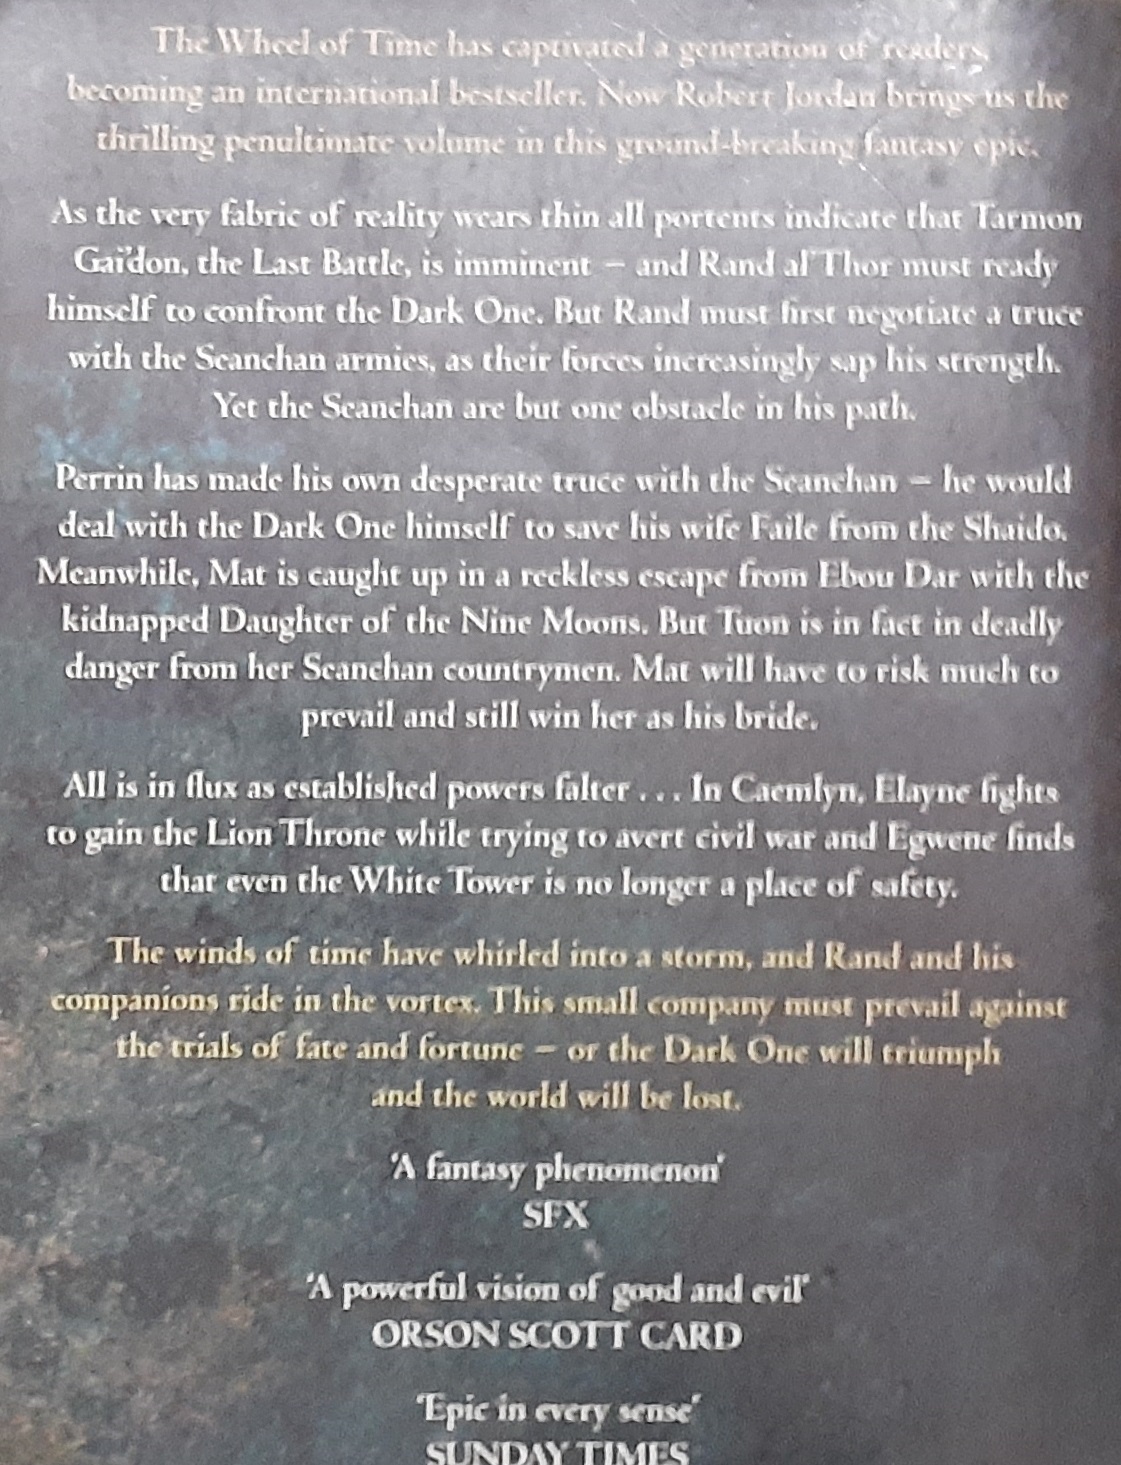 The Wheel of Time has captivated a generation of readers,
becoming an international bestseller. Now Robert Jordan brings us the
thrilling penultimate volume in this ground-breaking fantasy epic.
As the very fabric of reality wears thin all portents indicate that Tarmon
Gai'don, the Last Battle, is imminent – and Rand al'Thor must ready
himself to confront the Dark One. But Rand must first negotiate a truce
with the Seanchan armies, as their forces increasingly sap his strength.
Yet the Seanchan are but one obstacle in his path.
Perrin has made his own desperate truce with the Seanchan – he would
deal with the Dark One himself to save his wife Faile from the Shaido.
Meanwhile, Mat is caught up in a reckless escape from Ebou Dar with the
kidnapped Daughter of the Nine Moons. But Tuon is in fact in deadly
danger from her Seanchan countrymen. Mat will have to risk much to
prevail and still win her as his bride.
All is in flux as established powers falter . . . In Caemlyn, Elayne fights
to gain the Lion Throne while trying to avert civil war and Egwene finds
that even the White Tower is no longer a place of safety.
The winds of time have whirled into a storm, and Rand and his
companions ride in the vortex. This small company must prevail against
the trials of fate and fortune – or the Dark One will triumph
and the world will be lost.
'A fantasy phenomenon'
SFX
'A powerful vision of good and evil'
ORSON SCOTT CARD
'Epic in every sense'
SUNDAY TIMES